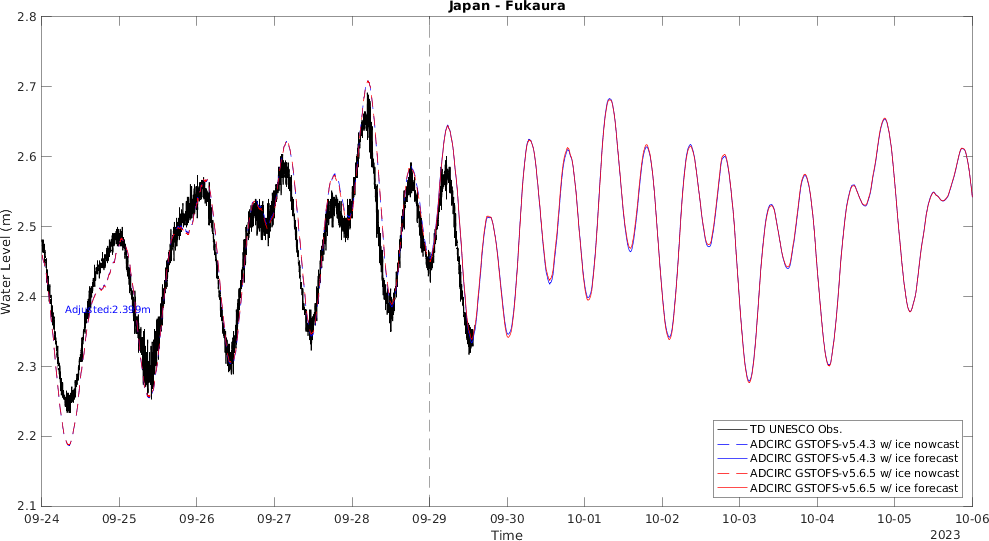 Japan - Fukaura
Water Level (m)
2.8
2.7
2.6
2.5
2.4
2.3
2.2
2.1
Adjusted:2.399m
TD UNESCO Obs.
ADCIRC GSTOFS-v5.4.3 w/ ice nowcast
ADCIRC GSTOFS-v5.4.3 w/ ice forecast
ADCIRC GSTOFS-v5.6.5 w/ ice nowcast
ADCIRC GSTOFS-v5.6.5 w/ ice forecast
09-24 09-25 09-26 09-27 09-28 09-29 09-30 10-01 10-02 10-03 10-04 10-05 10-06
Time
2023